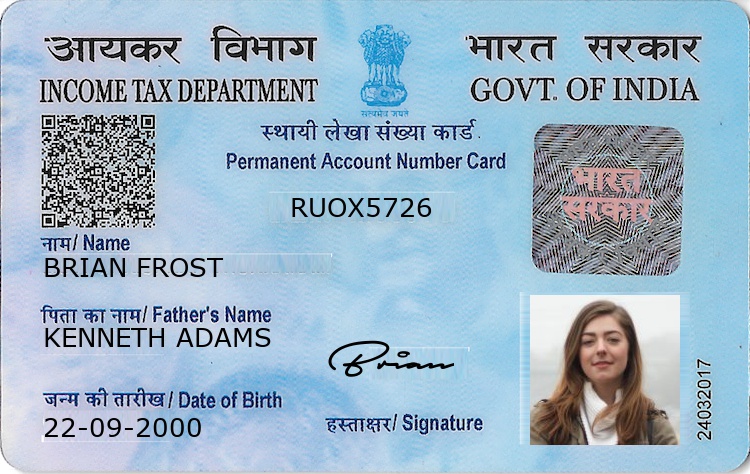 आयकर विभाग
INCOME TAX DEPARTMENT
सत्यमेव जयते
भारत सरकार
GOVT. OF INDIA
स्थायी लेखा संख्या कार्ड
Permanent Account Number Card
RUOX5726
भारत
सरकार
नाम/ Name
BRIAN FROST
पिता का नाम/ Father's Name
KENNETH ADAMS
Brian
जन्म की तारीख / Date of Birth
22-09-2000
हस्ताक्षर/ Signature
24032017